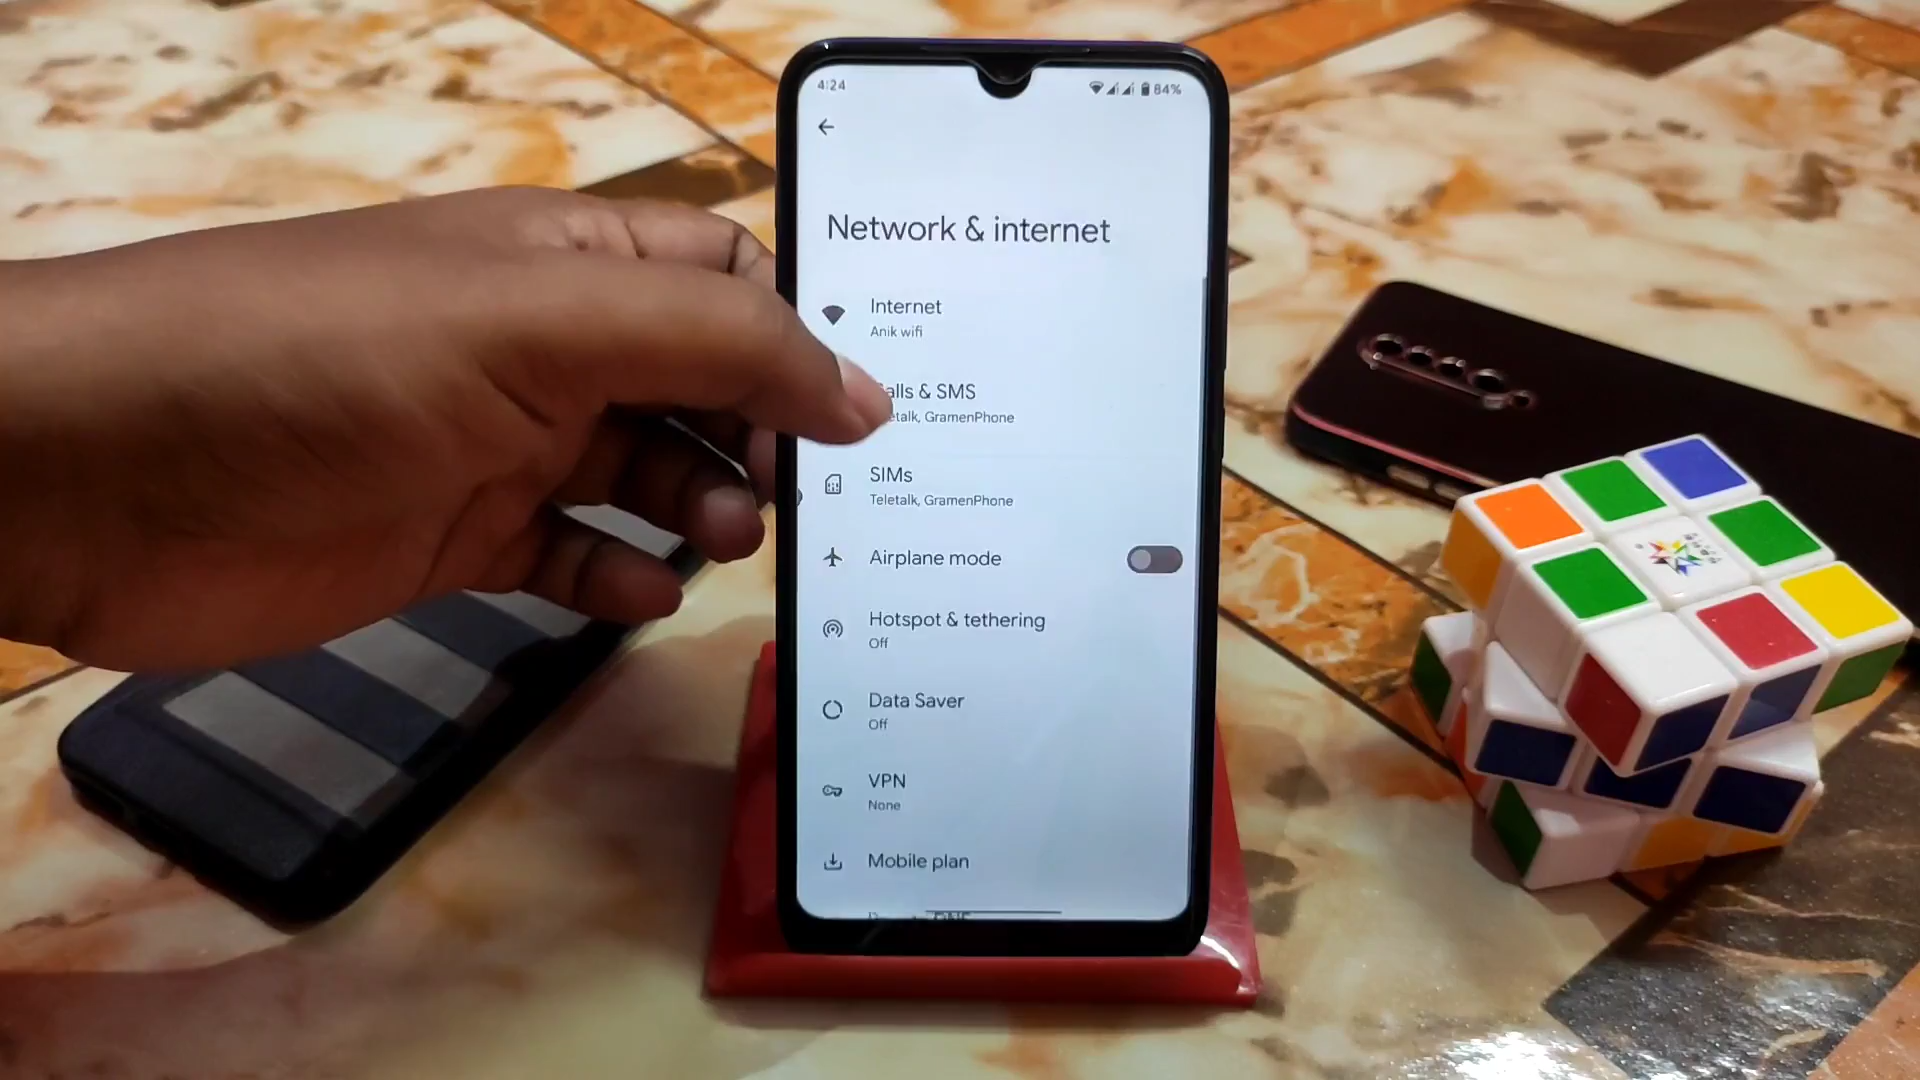 4:24
84%
Network & internet
Internet
Anik wifi
alls & SMS
etalk, GramenPhone
SIMs
Teletalk, GramenPhone
Airplane mode
Hotspot & tethering
Off
Data Saver
Off
VPN
None
Mobile plan